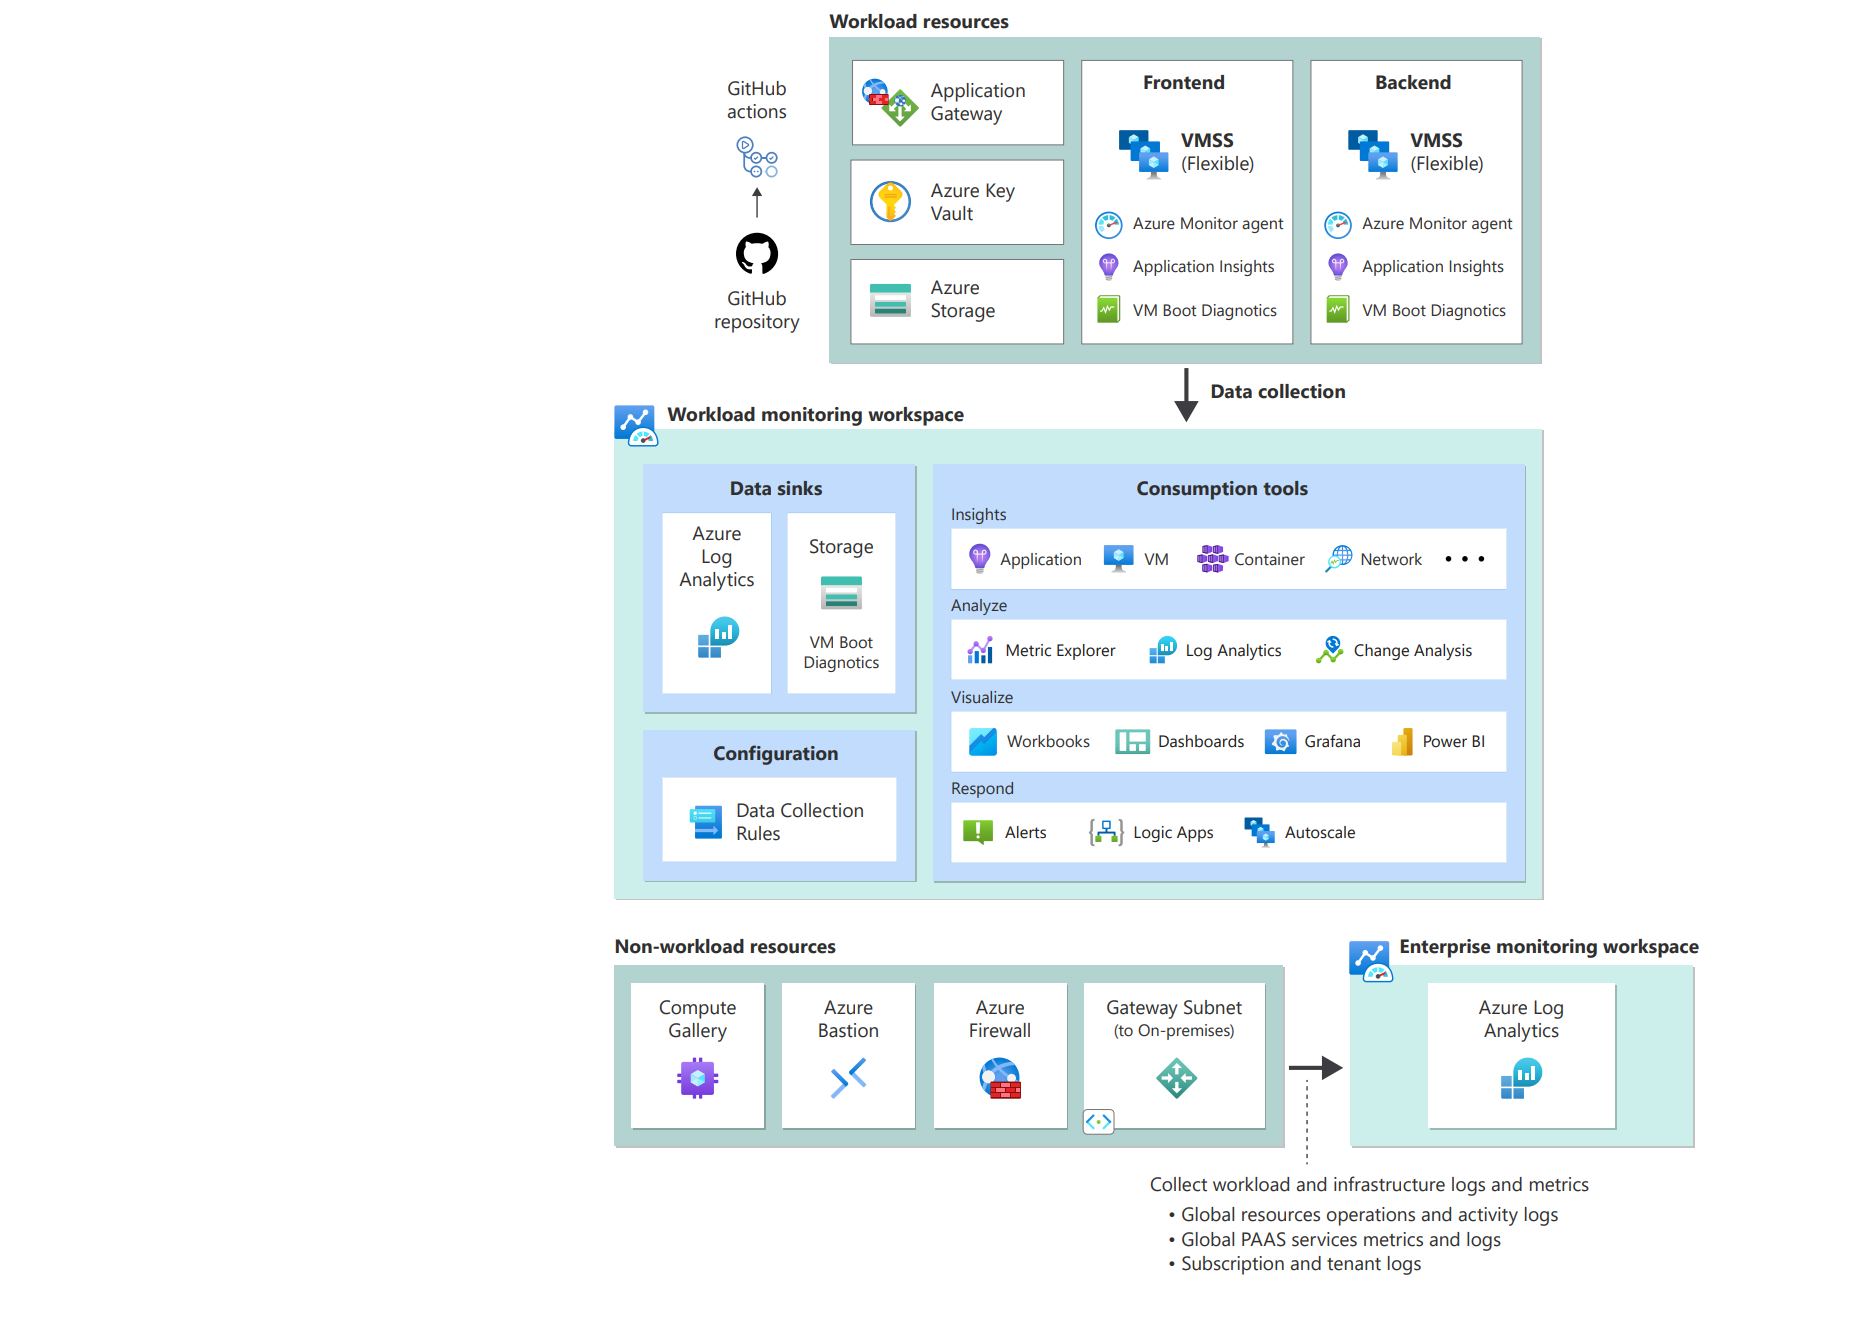 Workload resources
GitHub
actions
GitHub
repository
Application
Gateway
Azure Key
Vault
Azure
Storage
Frontend
VMSS
(Flexible)
Azure Monitor agent
Application Insights
VM Boot Diagnostics
Backend
VMSS
(Flexible)
Azure Monitor agent
Application Insights
VM Boot Diagnostics
Data collection
Workload monitoring workspace
Data sinks
Azure
Log
Analytics
Storage
VM Boot
Diagnotics
Configuration
Data Collection
Rules
Consumption tools
Insights
Application VM Container Network • • •
Analyze
Metric Explorer Log Analytics Change Analysis
Visualize
Workbooks Dashboards Grafana Power BI
Respond
Alerts Logic Apps Autoscale
Non-workload resources
Compute
Gallery
Azure
Bastion
Azure
Firewall
Gateway Subnet
(to On-premises)
Enterprise monitoring workspace
Azure Log
Analytics
Collect workload and infrastructure logs and metrics
• Global resources operations and activity logs
• Global PAAS services metrics and logs
• Subscription and tenant logs